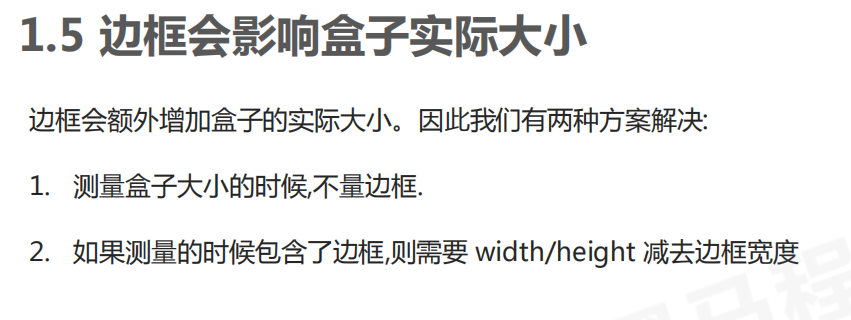 1.5 边框会影响盒子实际大小
边框会额外增加盒子的实际大小。因此我们有两种方案解决:
1. 测量盒子大小的时候,不量边框.
2. 如果测量的时候包含了边框,则需要 width/height 减去边框宽度
马程